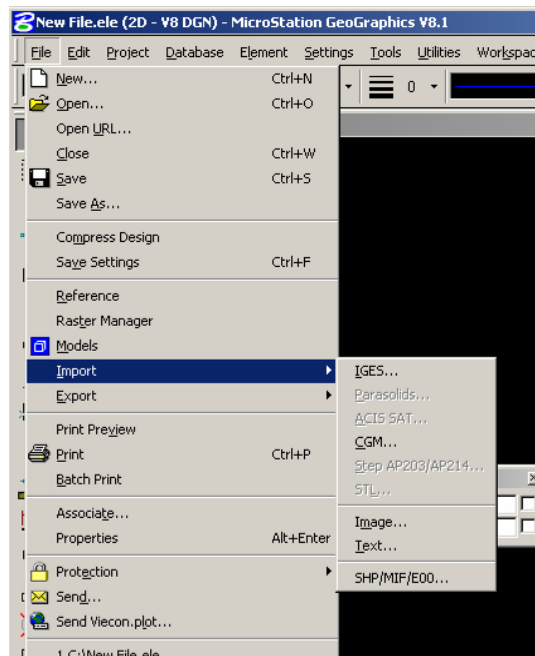 New File.ele (2D - V8 DGN) - MicroStation GeoGraphics V8.1
File Edit Project Database Element Settings Tools Utilities Workspac
New... Ctrl+N
0
Open... Ctrl+O
Open URL...
Close Ctrl+W
Save Ctrl+S
Save As...
Compress Design
Save Settings Ctrl+F
Reference
Raster Manager
Models
Import
Export
Print Preview
Print Ctrl+P
Batch Print
Associate...
Properties Alt+Enter
Protection
Send...
Send Viecon.plot...
1 C:\New File.ele
IGES...
Parasolids...
ACIS SAT...
CGM...
Step AP203/AP214...
STL...
Image...
Text...
SHP/MIF/E00...